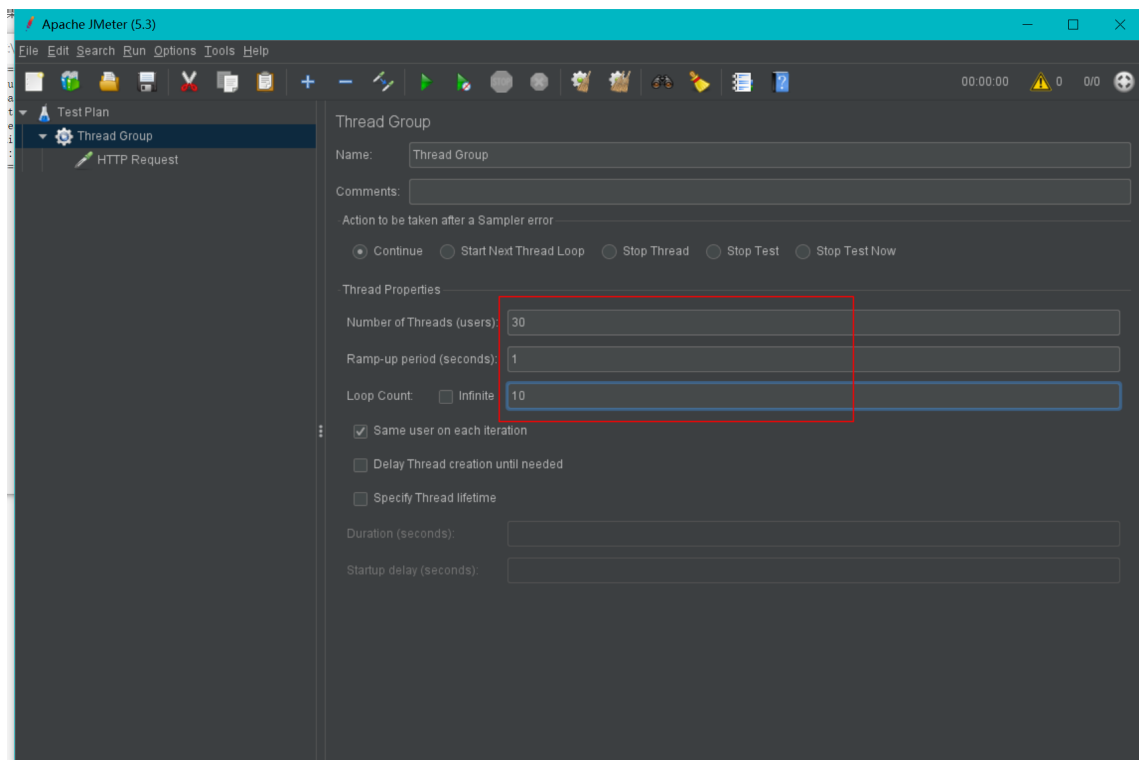 Apache JMeter (5.3)
File Edit Search Run Options Tools Help
00:00:00 0 0/0
Test Plan
Thread Group
HTTP Request
Thread Group
Name: Thread Group
Comments:
Action to be taken after a Sampler error
Continue Start Next Thread Loop Stop Thread Stop Test Stop Test Now
Thread Properties
Number of Threads (users): 30
Ramp-up period (seconds): 1
Loop Count: Infinite 10
Same user on each iteration
Delay Thread creation until needed
Specify Thread lifetime
Duration (seconds):
Startup delay (seconds):